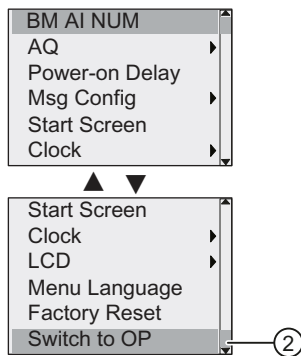 BM AI NUM
AQ
Power-on Delay
Msg Config
Start Screen
Clock
Start Screen
Clock
LCD
Menu Language
Factory Reset
Switch to OP
2